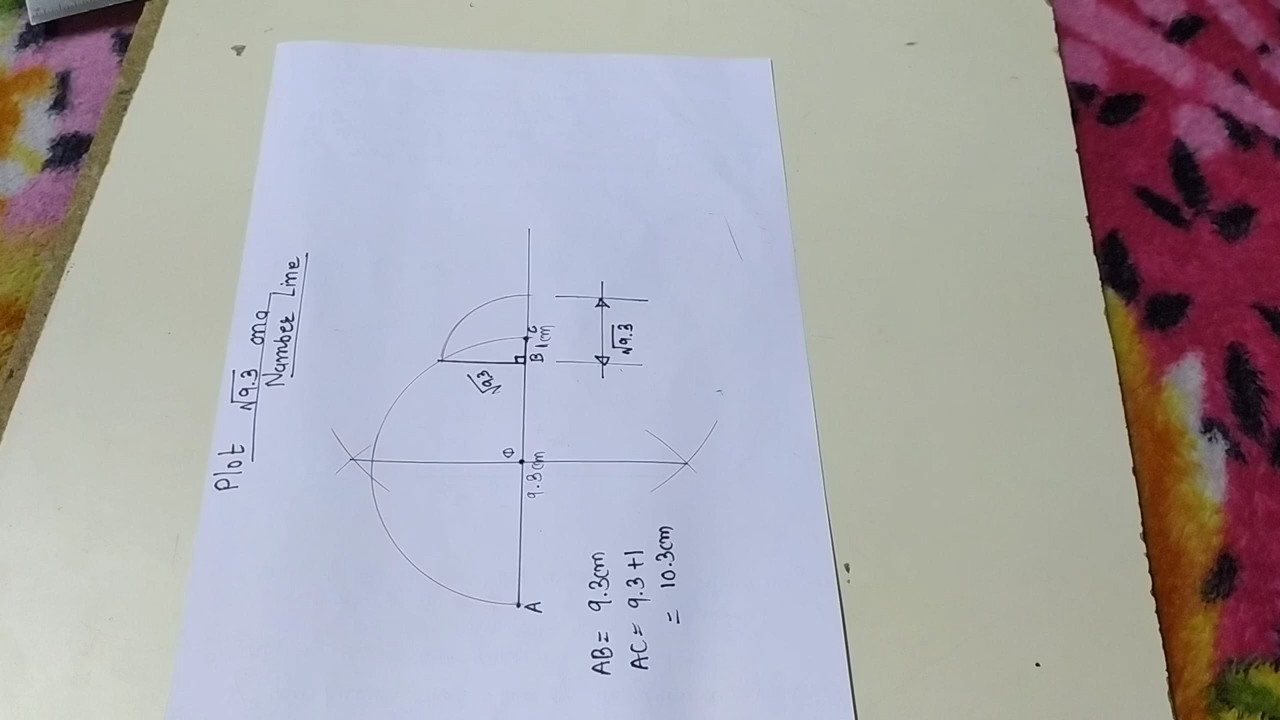 Plot √9.3 on a
Number Line
√9.3
A
9.3cm
B
1cm
C
√9.3
AB = 9.3cm
AC = 9.3+1
= 10.3cm